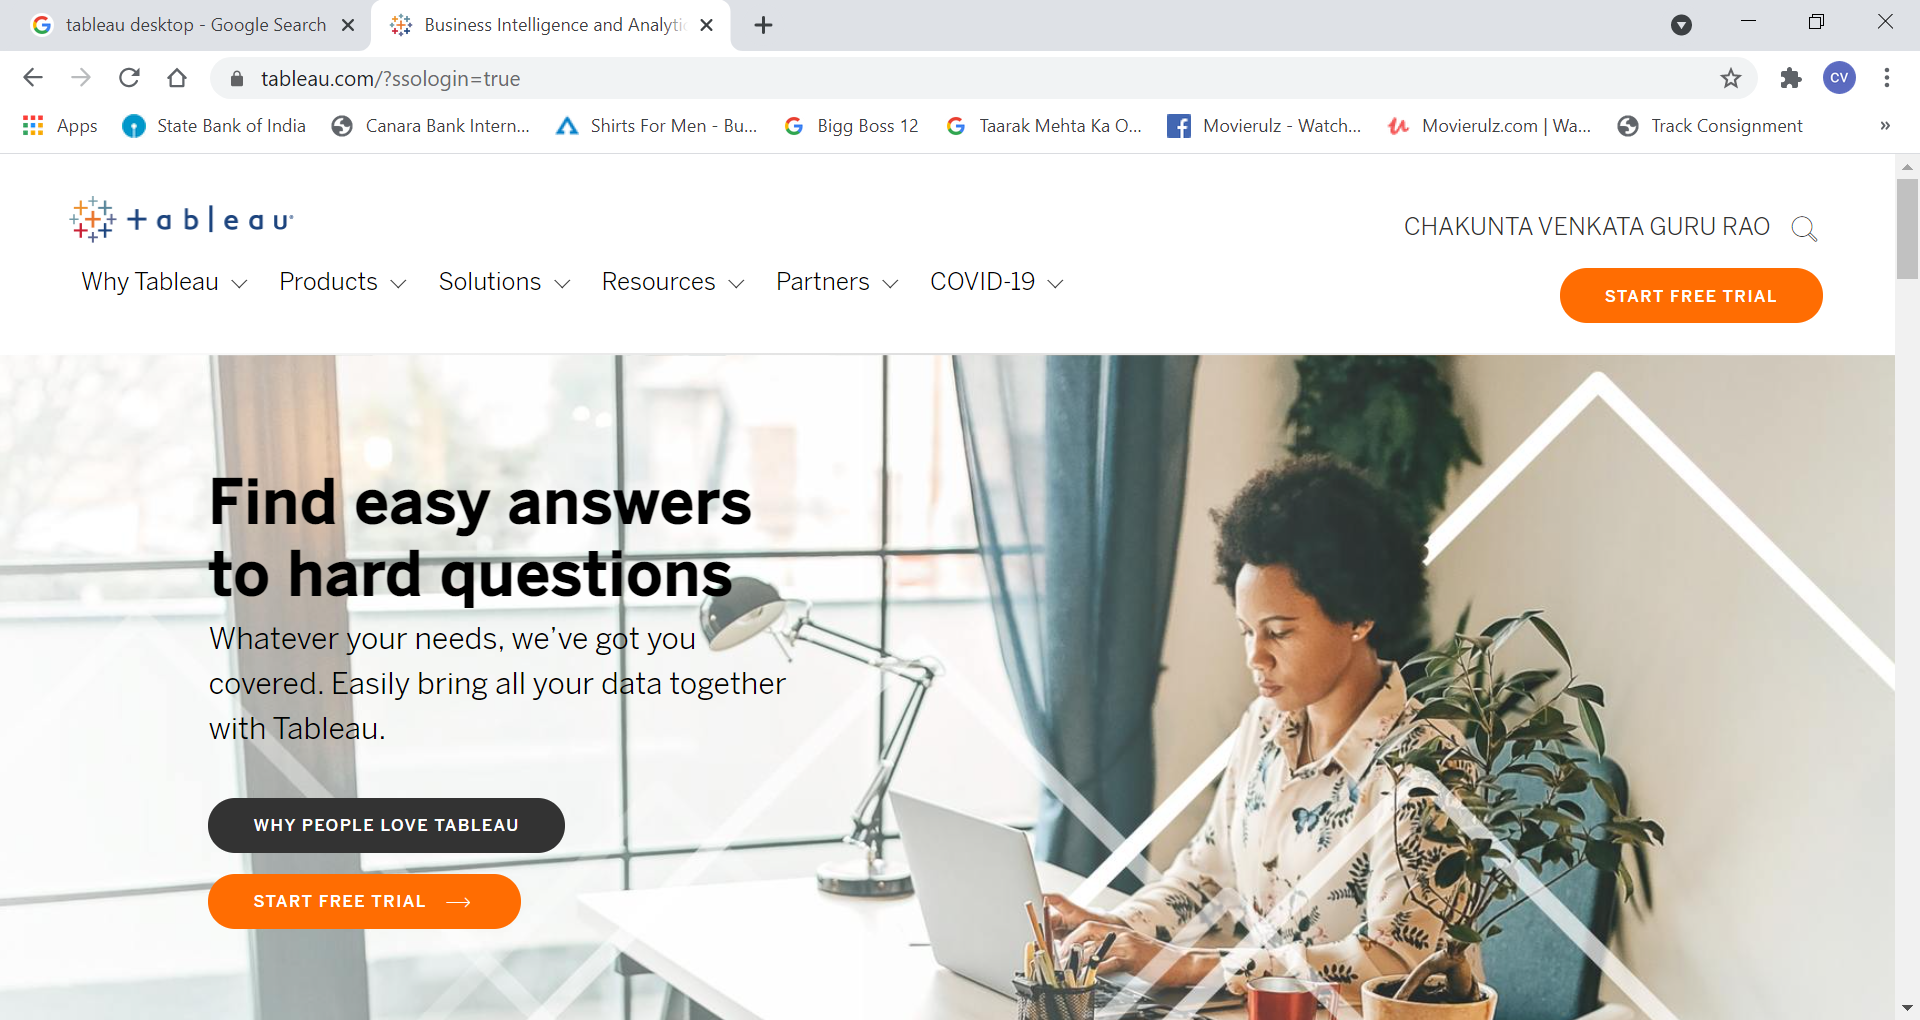 tableau desktop - Google Search
Business Intelligence and Analyti
tableau.com/?ssologin=true
CV
Apps
State Bank of India
Canara Bank Intern...
Shirts For Men - Bu...
Bigg Boss 12
Taarak Mehta Ka O...
Movierulz - Watch...
Movierulz.com | Wa...
Track Consignment
»
+ableau
CHAKUNTA VENKATA GURU RAO
Why Tableau
Products
Solutions
Resources
Partners
COVID-19
START FREE TRIAL
Find easy answers
to hard questions
Whatever your needs, we’ve got you
covered. Easily bring all your data together
with Tableau.
WHY PEOPLE LOVE TABLEAU
START FREE TRIAL